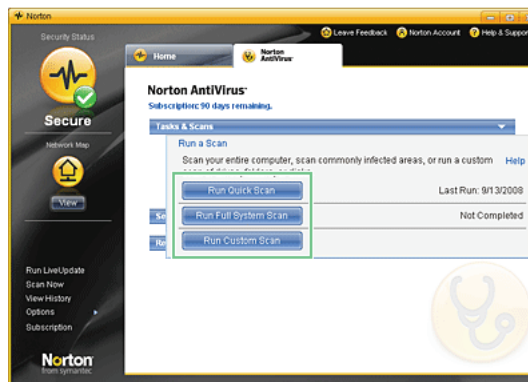 Norton
Security Status
Leave Feedback
Norton Account
Help & Support
Home
Norton
AntiVirus
Secure
Network Map
View
Norton AntiVirus
Subscription: 90 days remaining.
Tasks & Scans
Run a Scan
Scan your entire computer, scan commonly infected areas, or run a custom
Help
Run Quick Scan
Last Run: 9/13/2008
Se
Run Full System Scan
Not Completed
Re
Run Custom Scan
Run LiveUpdate
Scan Now
View History
Options
Subscription
Norton
from symantec